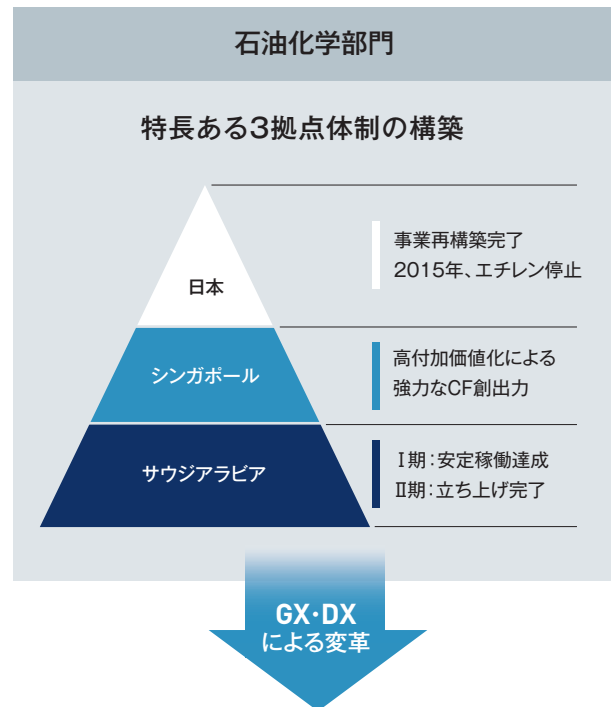 石油化学部門
特長ある3拠点体制の構築
日本
事業再構築完了
2015年、エチレン停止
シンガポール
高付加価値化による
強力なCF創出力
サウジアラビア
Ⅰ期：安定稼働達成
Ⅱ期：立ち上げ完了
GX·DX
による変革